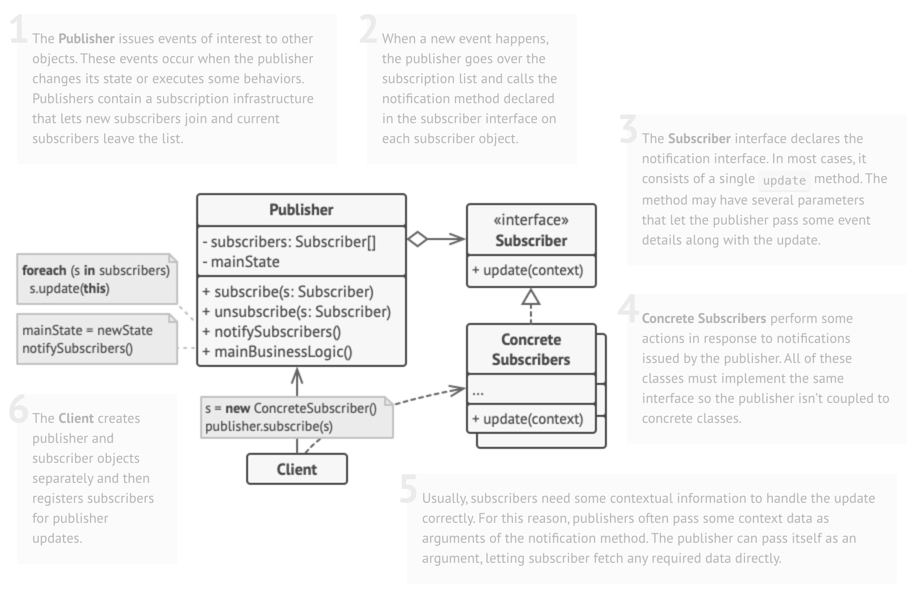 1
The Publisher issues events of interest to other
objects. These events occur when the publisher
changes its state or executes some behaviors.
Publishers contain a subscription infrastructure
that lets new subscribers join and current
subscribers leave the list.
2
When a new event happens,
the publisher goes over the
subscription list and calls the
notification method declared
in the subscriber interface on
each subscriber object.
3
The Subscriber interface declares the
notification interface. In most cases, it
consists of a single update method. The
method may have several parameters
that let the publisher pass some event
details along with the update.
Publisher
- subscribers: Subscriber[]
- mainState
+ subscribe(s: Subscriber)
+ unsubscribe(s: Subscriber)
+ notifySubscribers()
+ mainBusinessLogic()
«interface»
Subscriber
+ update(context)
foreach (s in subscribers)
s.update(this)
mainState = newState
notifySubscribers()
Concrete
Subscribers
...
+ update(context)
4
Concrete Subscribers perform some
actions in response to notifications
issued by the publisher. All of these
classes must implement the same
interface so the publisher isn't coupled to
concrete classes.
s = new ConcreteSubscriber()
publisher.subscribe(s)
Client
6
The Client creates
publisher and
subscriber objects
separately and then
registers subscribers
for publisher
updates.
5
Usually, subscribers need some contextual information to handle the update
correctly. For this reason, publishers often pass some context data as
arguments of the notification method. The publisher can pass itself as an
argument, letting subscriber fetch any required data directly.